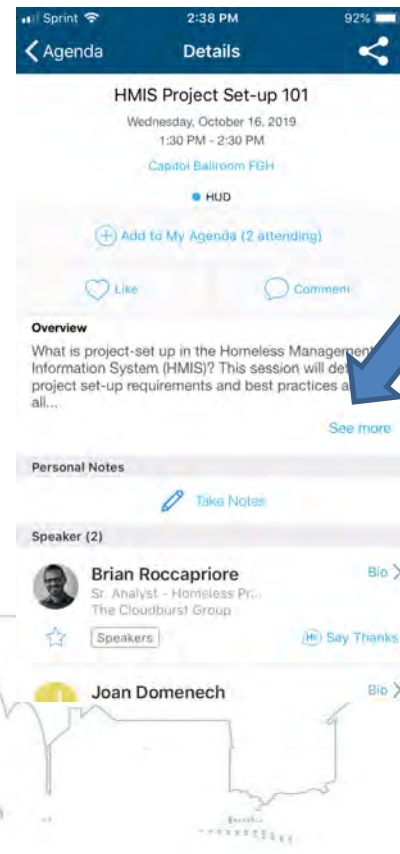 Sprint 2:38 PM 92%
Agenda Details
HMIS Project Set-up 101
Wednesday, October 16, 2019
1:30 PM - 2:30 PM
Capitol Ballroom FGH
HUD
Add to My Agenda (2 attending)
Like Comment
Overview
What is project-set up in the Homeless Management
Information System (HMIS)? This session will
project set-up requirements and best practices
all...
See more
Personal Notes
Take Notes
Speaker (2)
Brian Roccapriore Bio
Sr. Analyst - Homeless Pr...
The Cloudburst Group
Speakers Hi! Say Thanks
Joan Domenech Bio